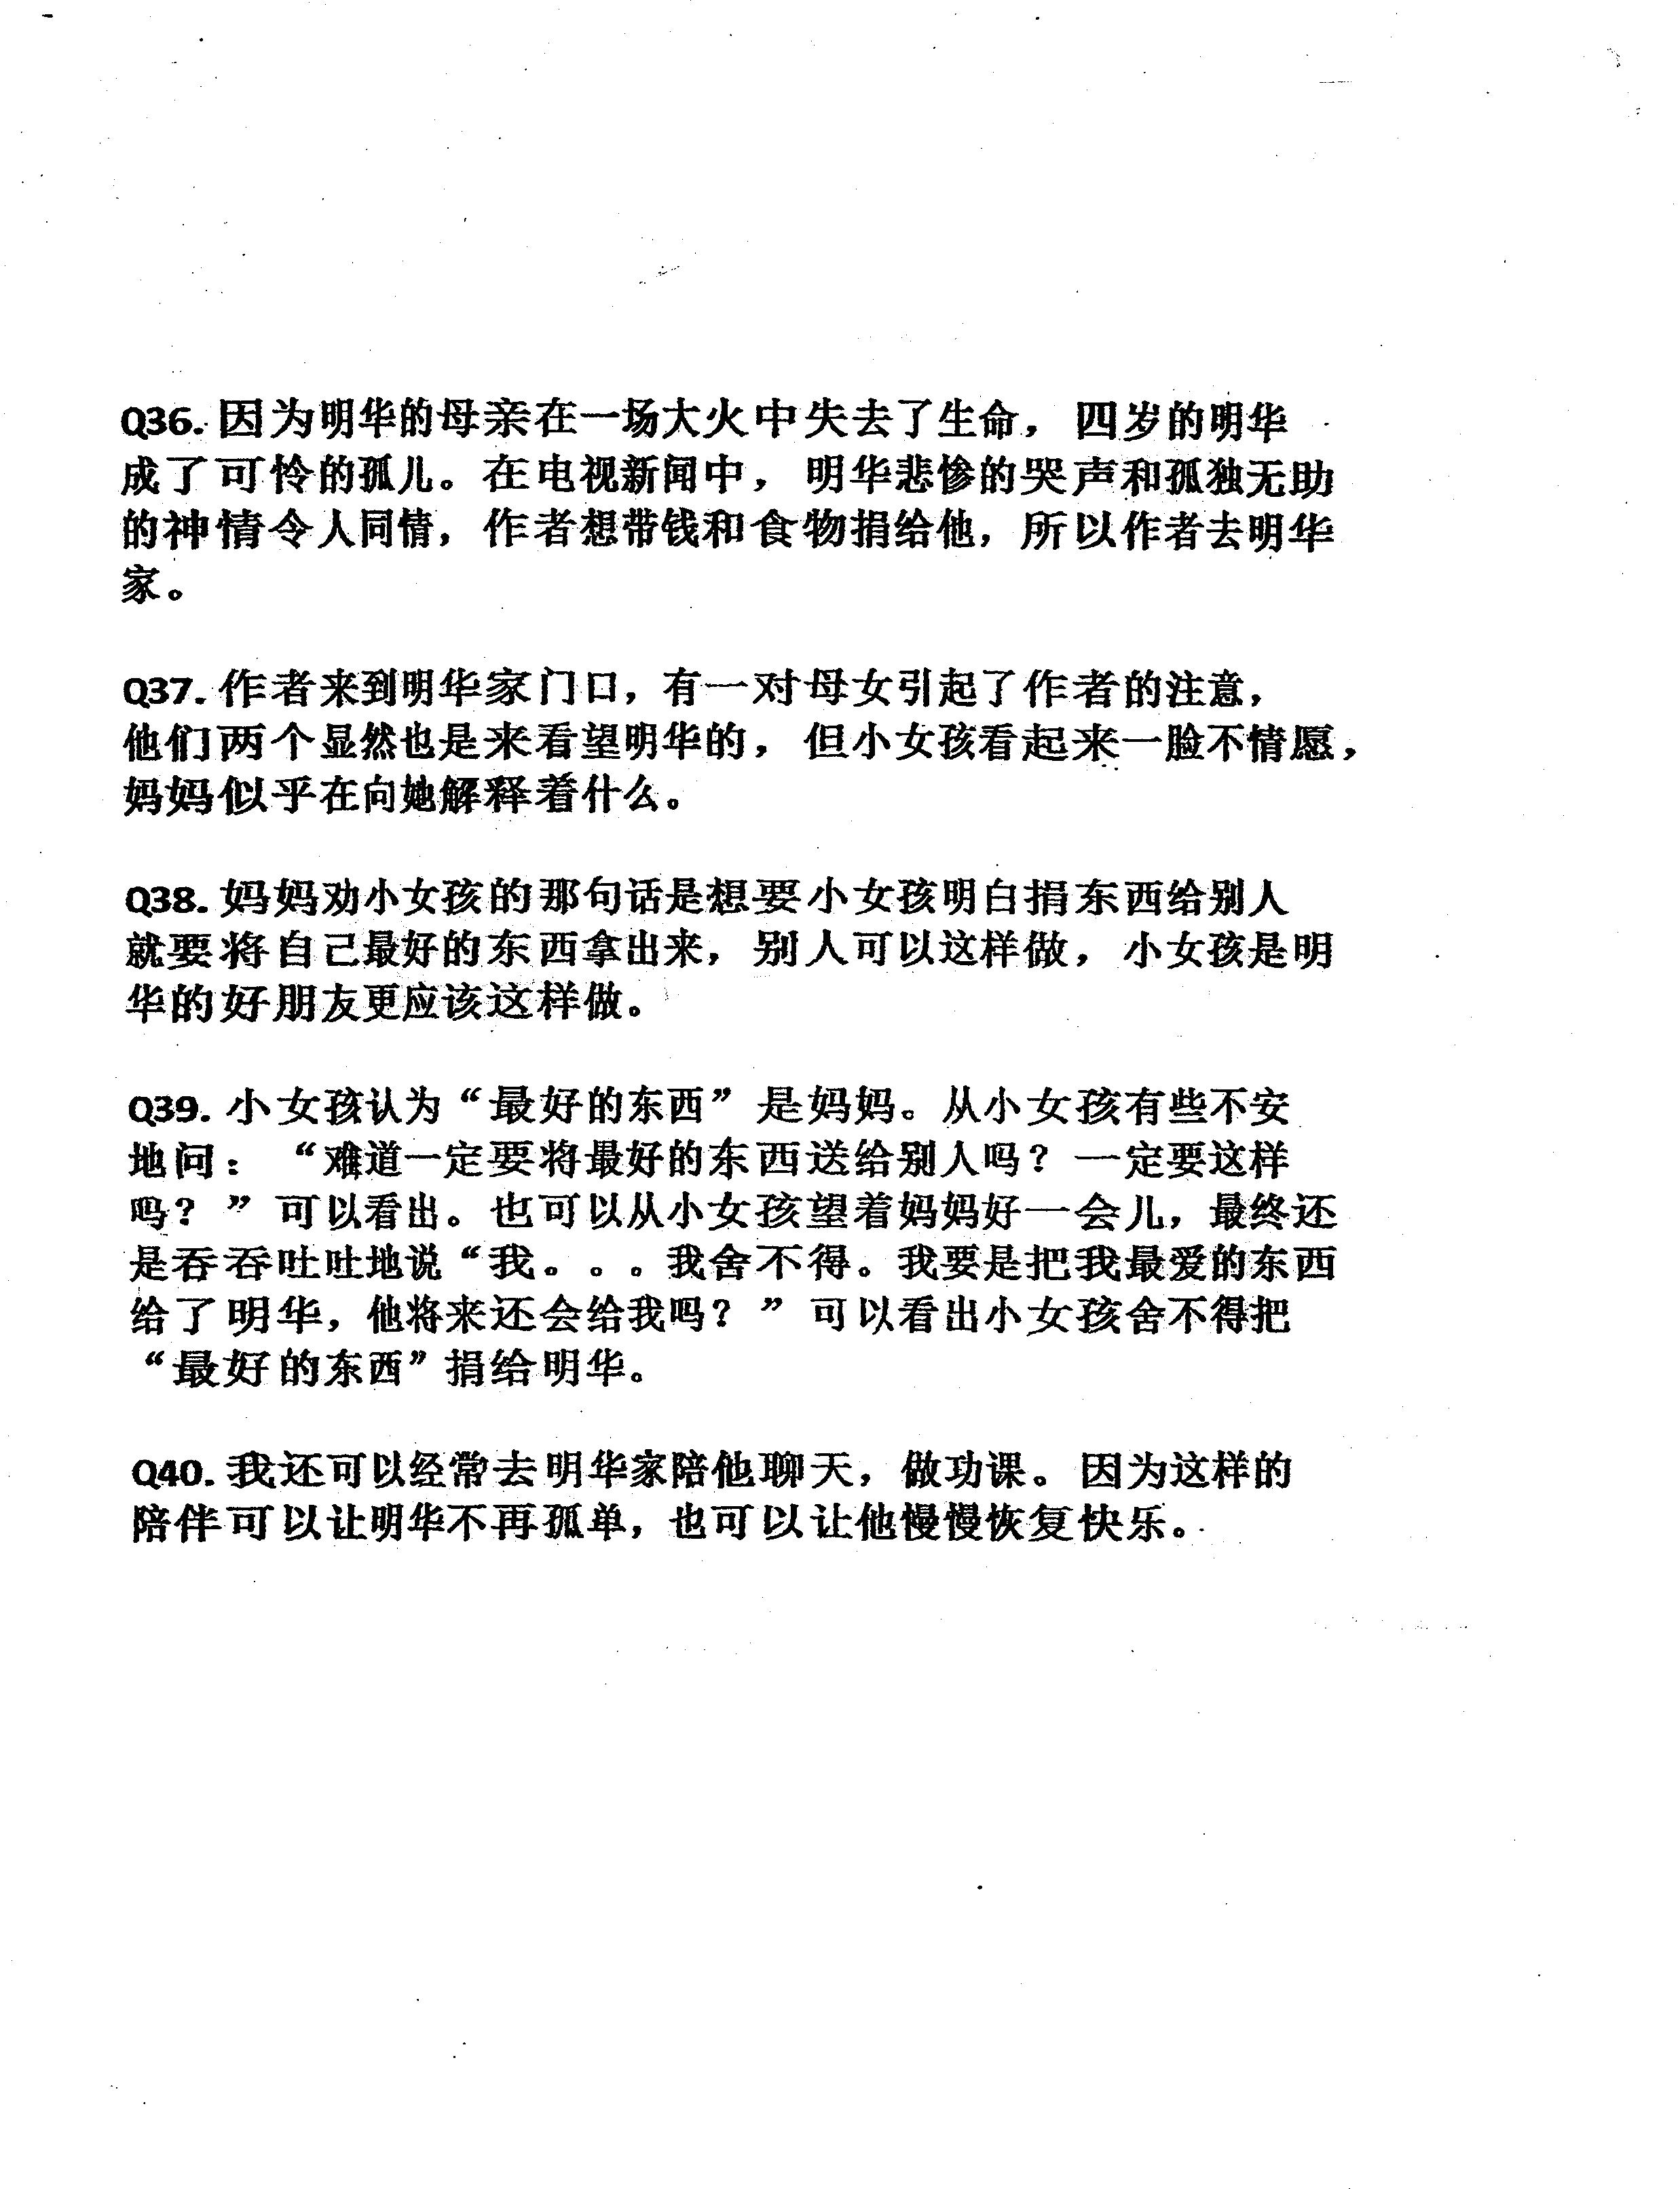 Q36. 因为明华的母亲在一场大火中失去了生命，四岁的明华
成了可怜的孤儿。在电视新闻中，明华悲惨的哭声和孤独无助
的神情令人同情，作者想带钱和食物捐给他，所以作者去明华
家。
Q37. 作者来到明华家门口，有一对母女引起了作者的注意，
他们两个显然也是来看望明华的，但小女孩看起来一脸不情愿，
妈妈似乎在向她解释着什么。
Q38. 妈妈劝小女孩的那句话是想要小女孩明白捐东西给别人
就要将自己最好的东西拿出来，别人可以这样做，小女孩是明
华的好朋友更应该这样做。
Q39. 小女孩认为“最好的东西”是妈妈。从小女孩有些不安
地问：“难道一定要将最好的东西送给别人吗？一定要这样
吗？”可以看出。也可以从小女孩望着妈妈好一会儿，最终还
是吞吞吐吐地说“我。。。我舍不得。我要是把我最爱的东西
给了明华，他将来还会给我吗？”可以看出小女孩舍不得把
“最好的东西”捐给明华。
Q40. 我还可以经常去明华家陪他聊天，做功课。因为这样的
陪伴可以让明华不再孤单，也可以让他慢慢恢复快乐。